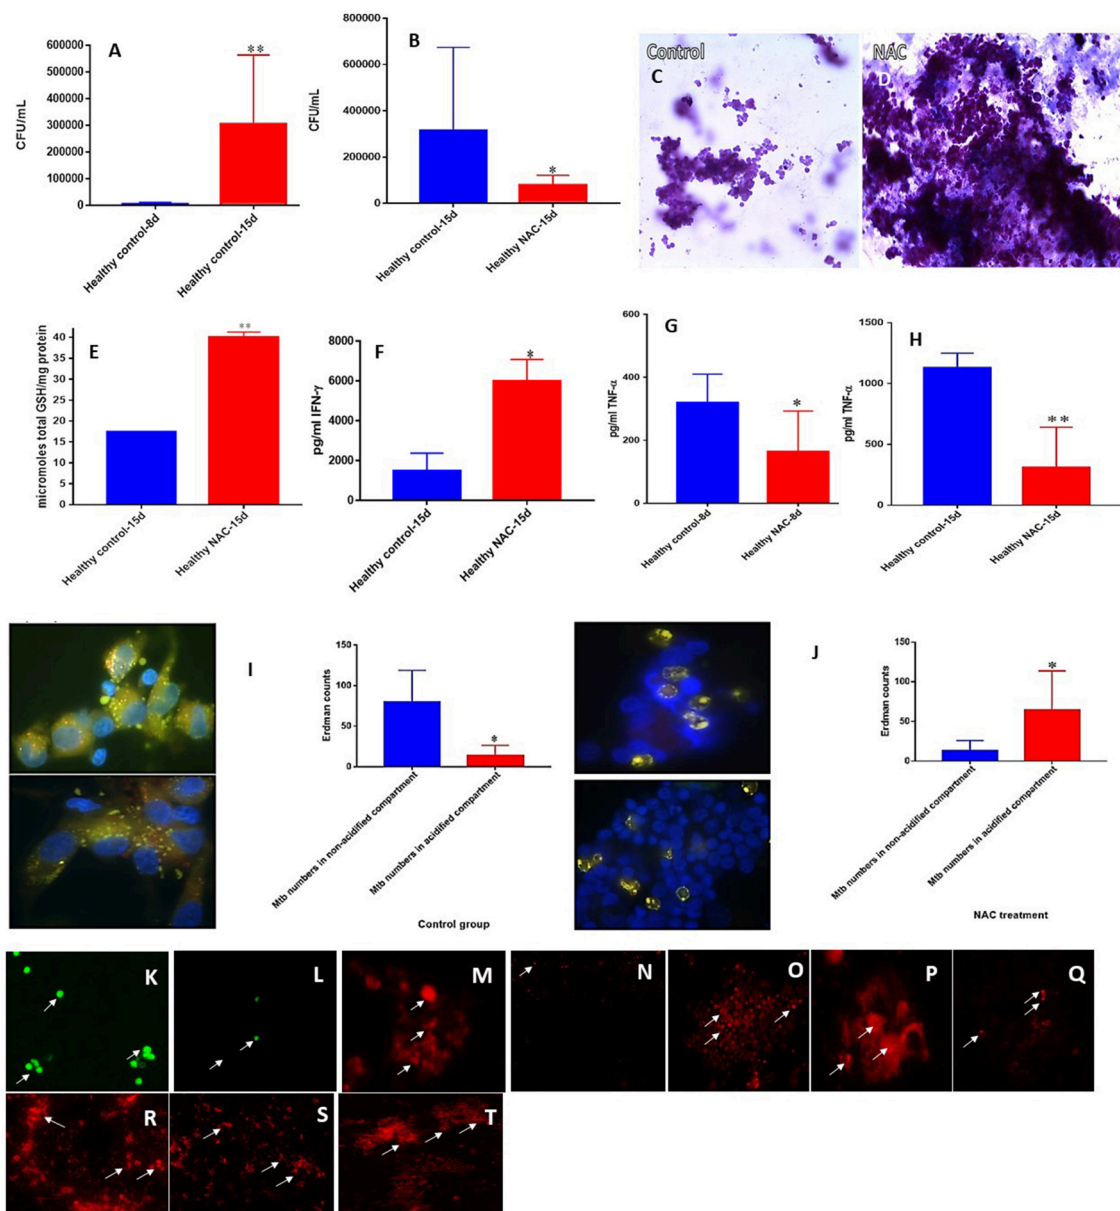 A
CFU/mL
600000
500000
400000
300000
200000
100000
0
**
Healthy control-8d
Healthy control-15d
B
CFU/mL
800000
600000
400000
200000
0
*
Healthy control-15d
Healthy NAC-15d
Control
C
NAC
D
E
micromoles total GSH/mg protein
40
35
30
25
20
15
10
5
0
**
Healthy control-15d
Healthy NAC-15d
F
pg/ml IFN-γ
8000
6000
4000
2000
0
*
Healthy control-15d
Healthy NAC-15d
G
pg/ml TNF-α
600
400
200
0
*
Healthy control-8d
Healthy NAC-8d
H
pg/ml TNF-α
1500
1000
500
0
**
Healthy control-15d
Healthy NAC-15d
I
Erdman counts
150
100
50
0
*
Mtb numbers in non-acidified compartment
Mtb numbers in acidified compartment
Control group
J
Erdman counts
150
100
50
0
*
Mtb numbers in non-acidified compartment
Mtb numbers in acidified compartment
NAC treatment
K
L
M
N
O
P
Q
R
S
T